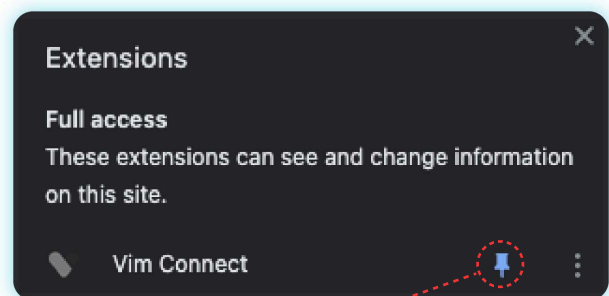 Extensions
Full access
These extensions can see and change information
on this site.
Vim Connect